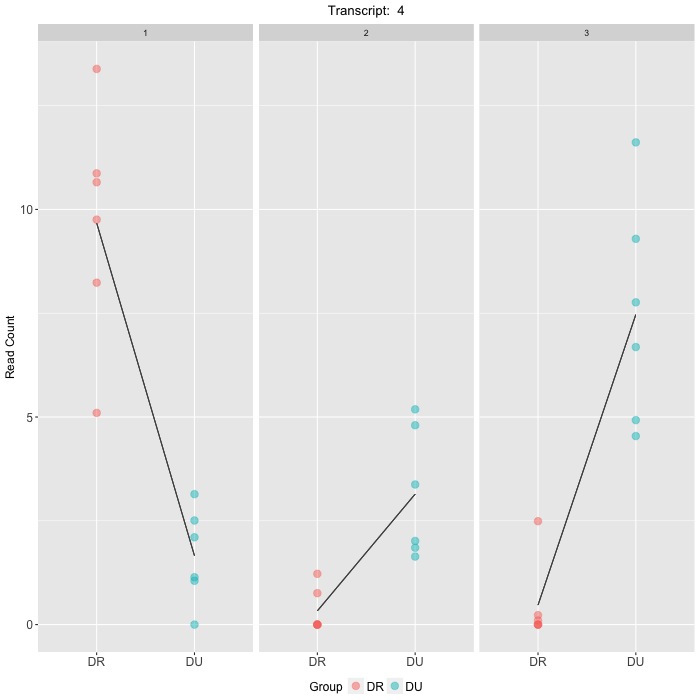 Transcript:  4
1 2 3
10
5
0
Read Count
DR DU DR DU DR DU
Group DR DU